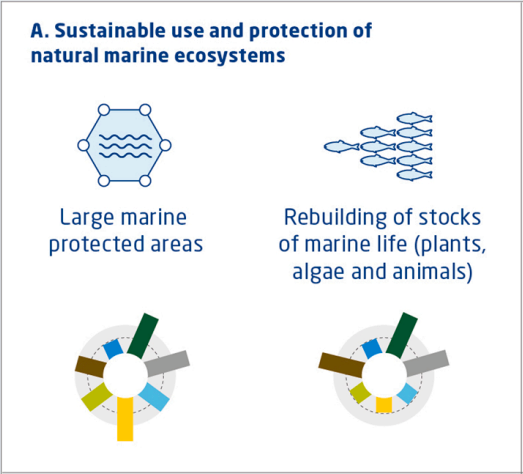 A. Sustainable use and protection of
natural marine ecosystems
Large marine
protected areas
Rebuilding of stocks
of marine life (plants,
algae and animals)